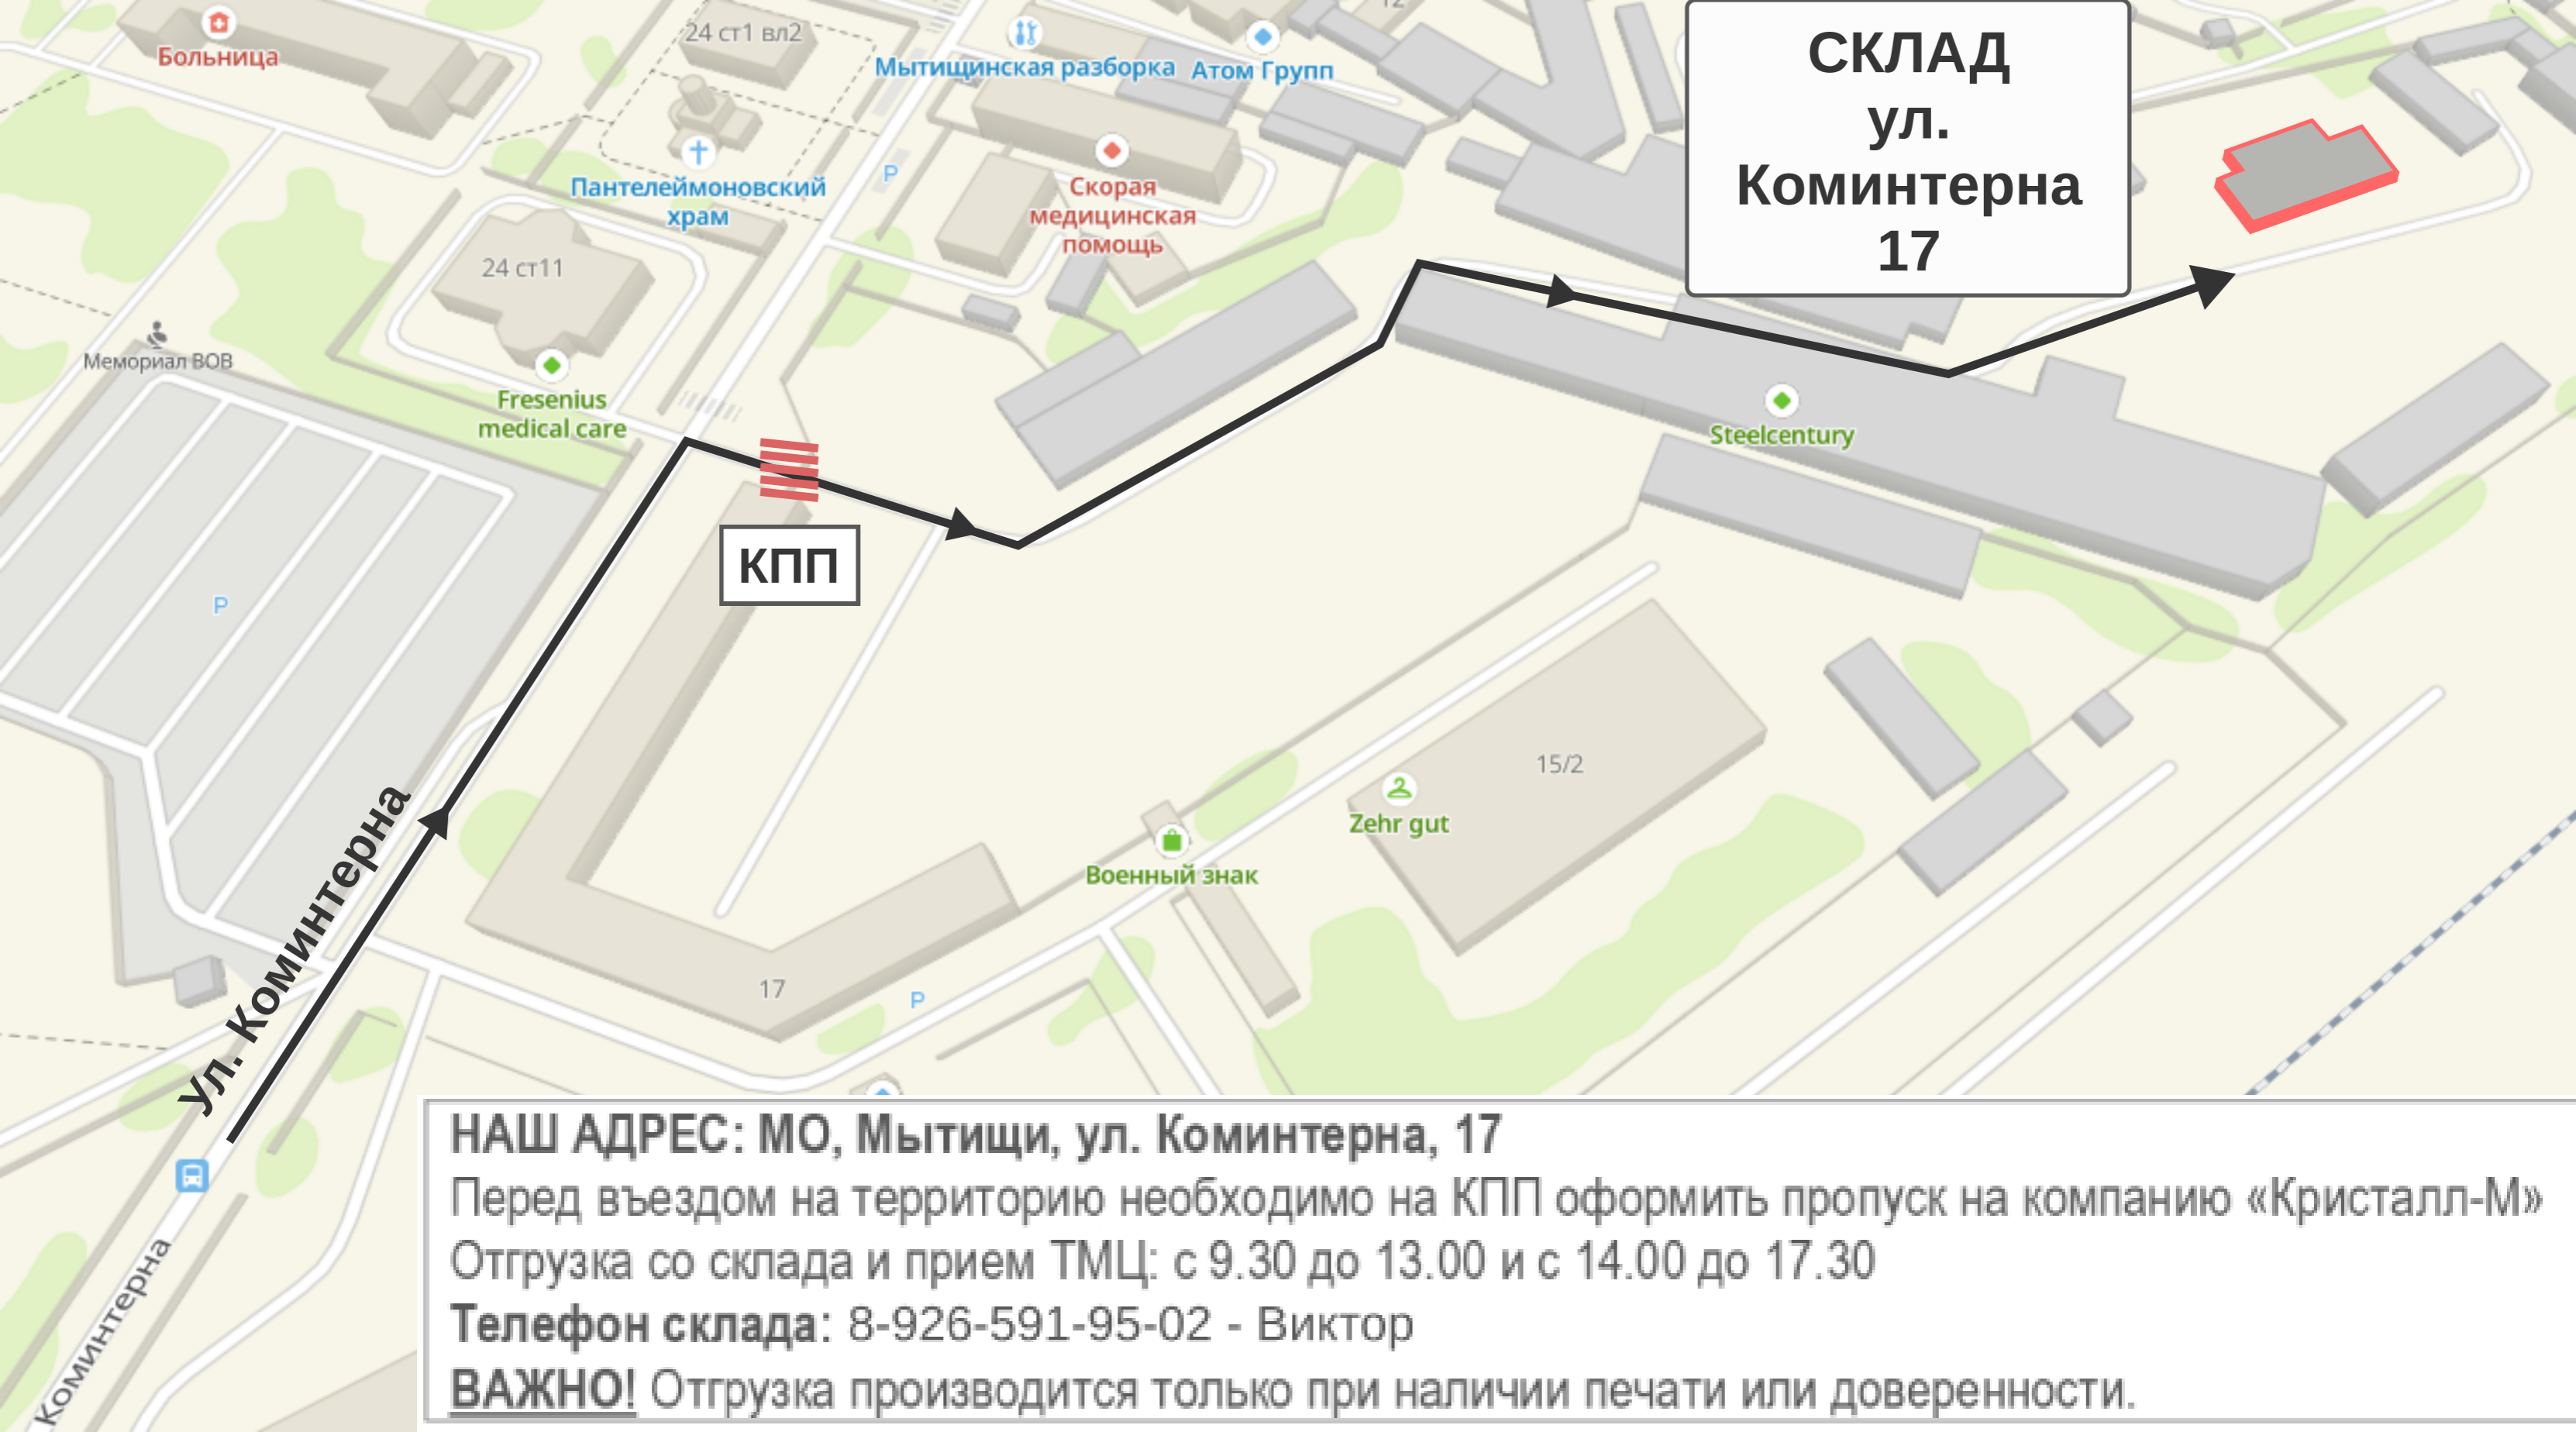 Больница
24 ст1 вл2
Мытищинская разборка
Атом Групп
СКЛАД
ул.
Коминтерна
17
Пантелеймоновский
храм
P
Скорая
медицинская
помощь
24 ст11
Мемориал ВОВ
Fresenius
medical care
Steelcentury
КПП
P
15/2
Zehr gut
Военный знак
ул. Коминтерна
17
P
Коминтерна
НАШ АДРЕС: МО, Мытищи, ул. Коминтерна, 17
Перед въездом на территорию необходимо на КПП оформить пропуск на компанию «Кристалл-М»
Отгрузка со склада и прием ТМЦ: с 9.30 до 13.00 и с 14.00 до 17.30
Телефон склада: 8-926-591-95-02 - Виктор
ВАЖНО! Отгрузка производится только при наличии печати или доверенности.